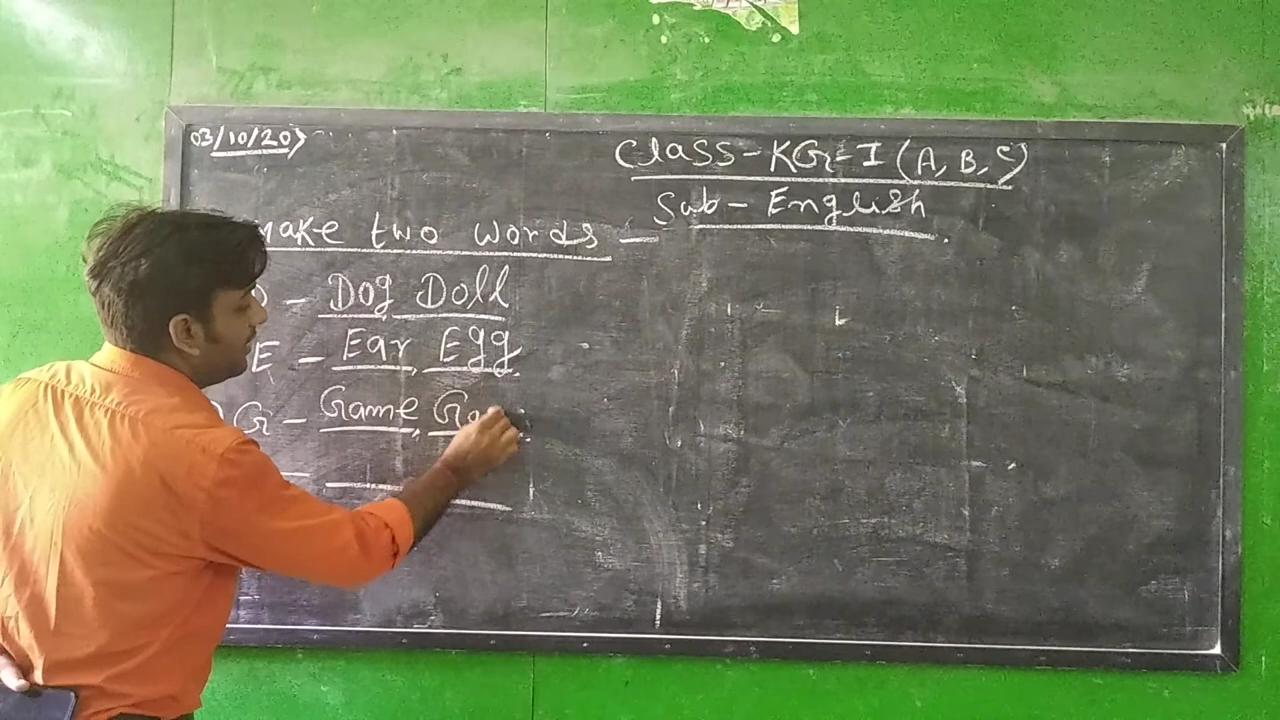 03/10/20
Class-KG-I (A, B, C)
Sub - English.
Make two words -
D - Dog Doll
E - Ear, Egg.
G - Game,